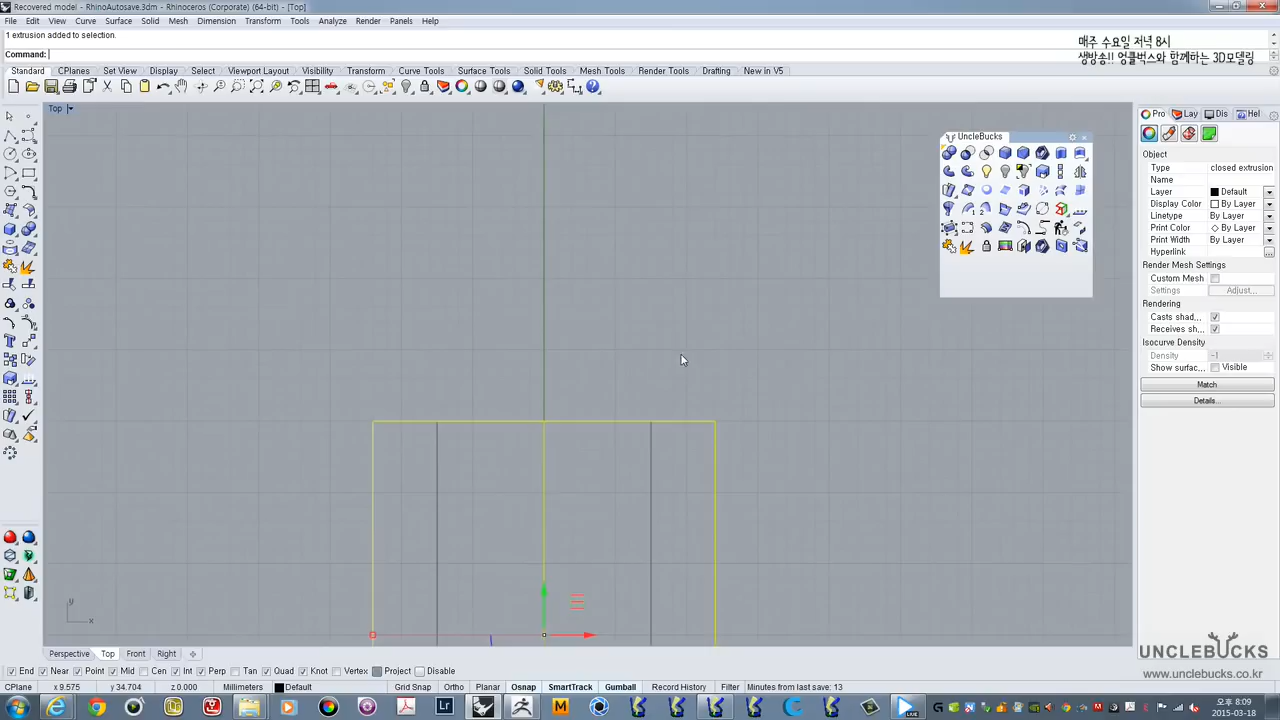 Recovered model - RhinoAutosave.3dm - Rhinoceros (Corporate) (64-bit) - [Top]
File Edit View Curve Surface Solid Mesh Dimension Transform Tools Analyze Render Panels Help
1 extrusion added to selection.
매주 수요일 저녁 8시
Command:
생방송!! 엉클벅스와 함께하는 3D모델링
Standard CPlanes Set View Display Select Viewport Layout Visibility Transform Curve Tools Surface Tools Solid Tools Mesh Tools Render Tools Drafting New in V5
Top
Pro Lay Dis Hel
UncleBucks
Object
Type closed extrusion
Name
Layer Default
Display Color By Layer
Linetype By Layer
Print Color By Layer
Print Width By Layer
Hyperlink
Render Mesh Settings
Custom Mesh
Settings Adjust...
Rendering
Casts shad...
Receives sh...
Isocurve Density
Density -1
Show surfac... Visible
Match
Details...
y
x
Perspective Top Front Right
UNCLEBUCKS
www.unclebucks.co.kr
End Near Point Mid Cen Int Perp Tan Quad Knot Vertex Project Disable
CPlane x 9.575 y 34.704 z 0.000 Millimeters Default Grid Snap Ortho Planar Osnap SmartTrack Gumball Record History Filter Minutes from last save: 13
오후 8:09
2015-03-18